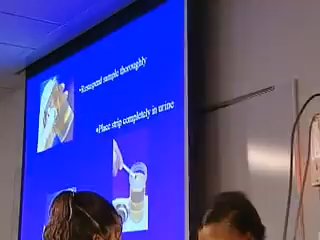 •Resuspend sample thoroughly
•Place strip completely in urine